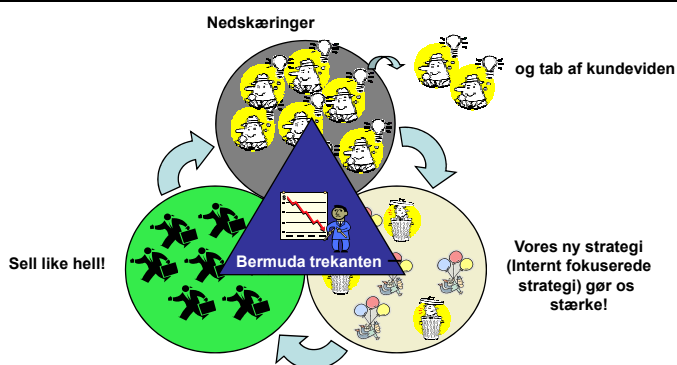 Nedskæringer
og tab af kundeviden
Bermuda trekanten
Sell like hell!
Vores ny strategi
(Internt fokuserede
strategi) gør os
stærke!